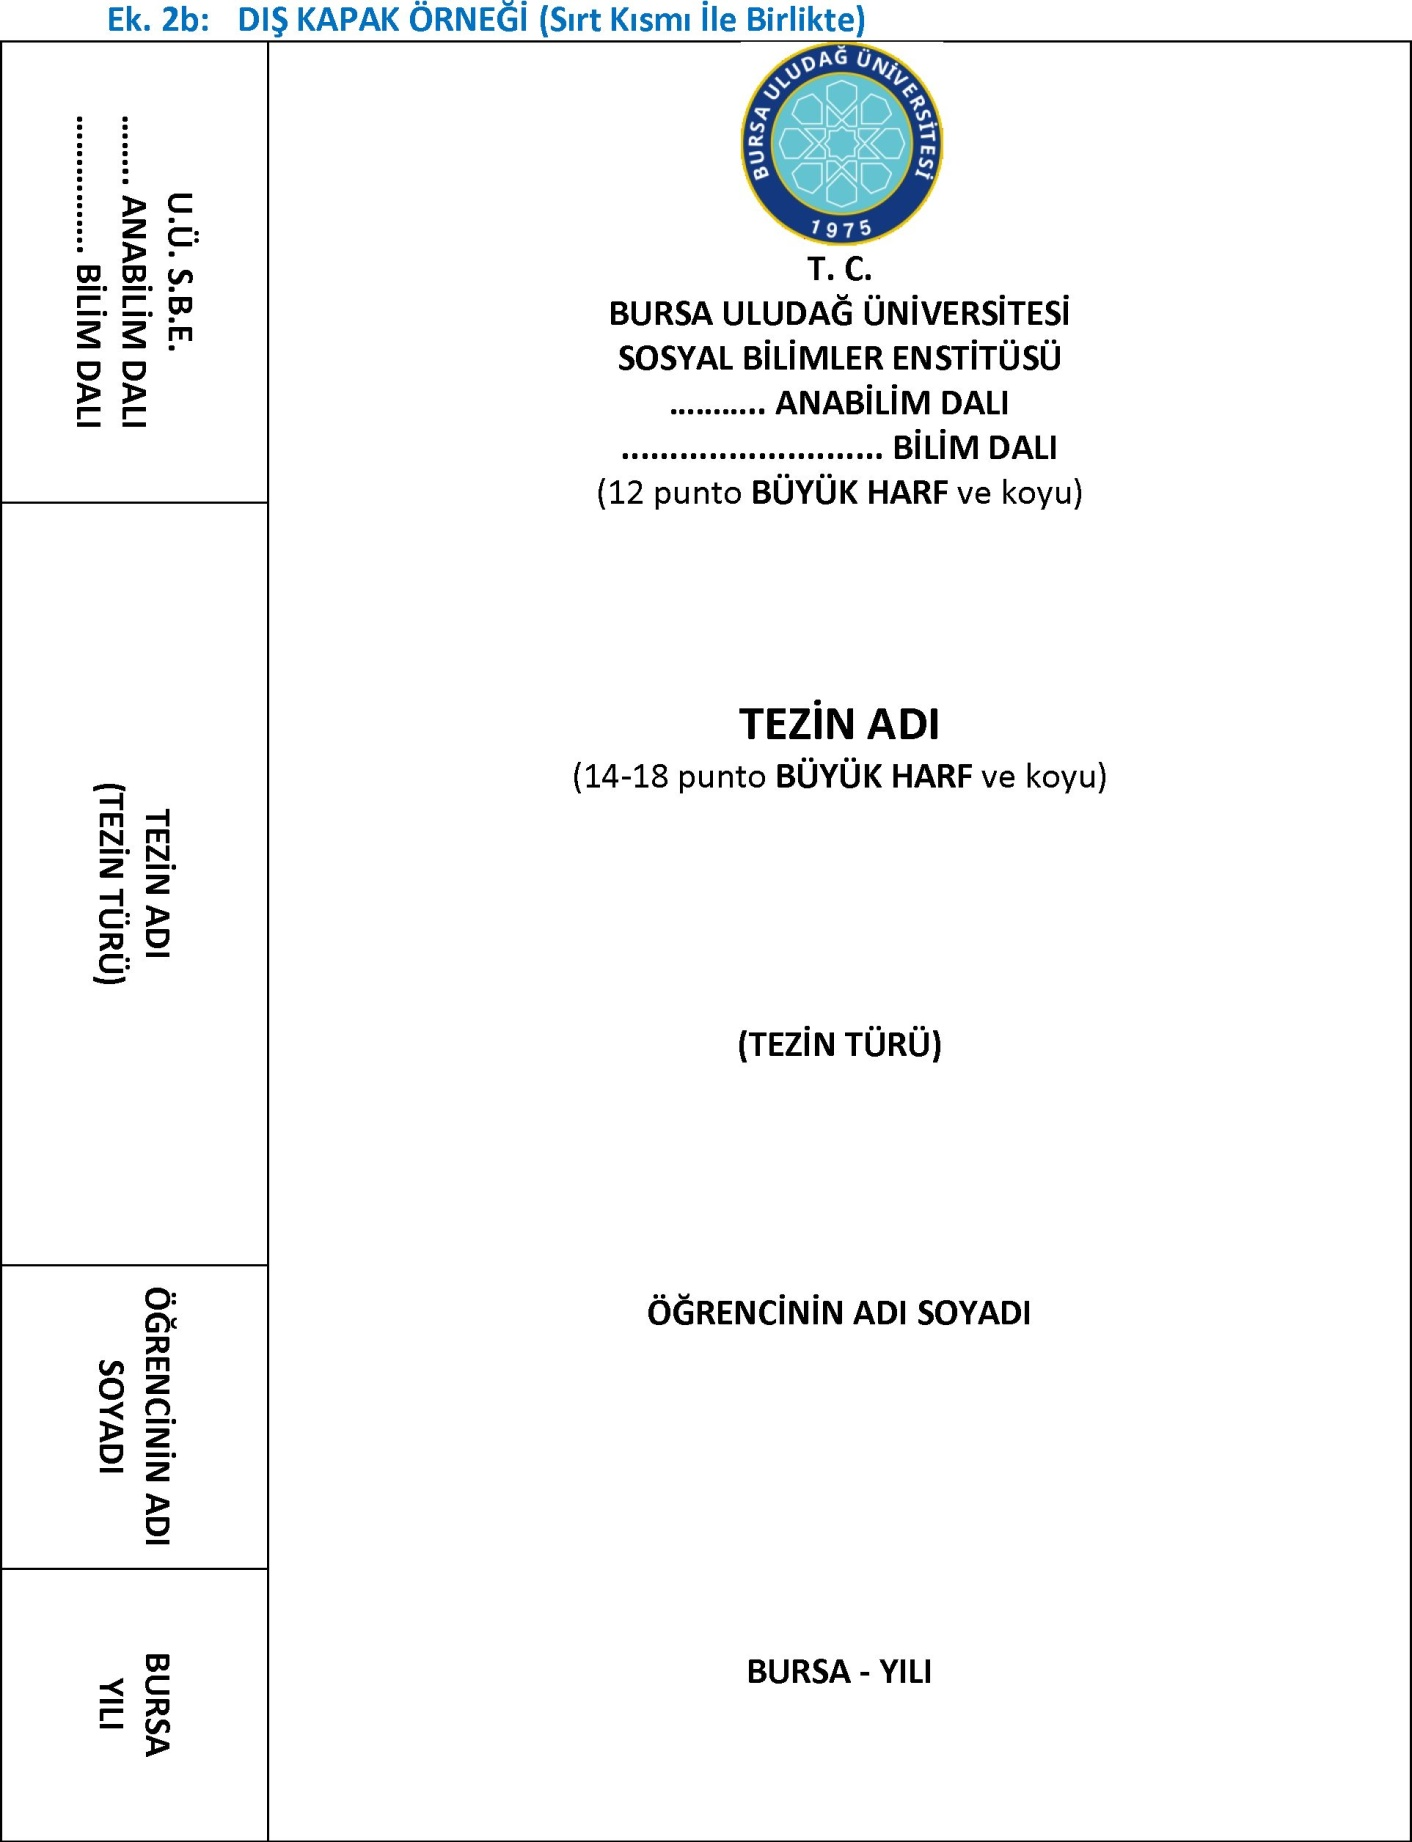 Ek. 2b: DIŞ KAPAK ÖRNEĞİ (Sırt Kısmı İle Birlikte)
U.Ü. S.B.E.
........ ANABİLİM DALI
................ BİLİM DALI
TEZİN ADI
(TEZİN TÜRÜ)
ÖĞRENCİNİN ADI
SOYADI
BURSA
YILI
BURSA ULUDAĞ ÜNİVERSİTESİ
1975
T. C.
BURSA ULUDAĞ ÜNİVERSİTESİ
SOSYAL BİLİMLER ENSTİTÜSÜ
........... ANABİLİM DALI
........................... BİLİM DALI
(12 punto BÜYÜK HARF ve koyu)
TEZİN ADI
(14-18 punto BÜYÜK HARF ve koyu)
(TEZİN TÜRÜ)
ÖĞRENCİNİN ADI SOYADI
BURSA - YILI